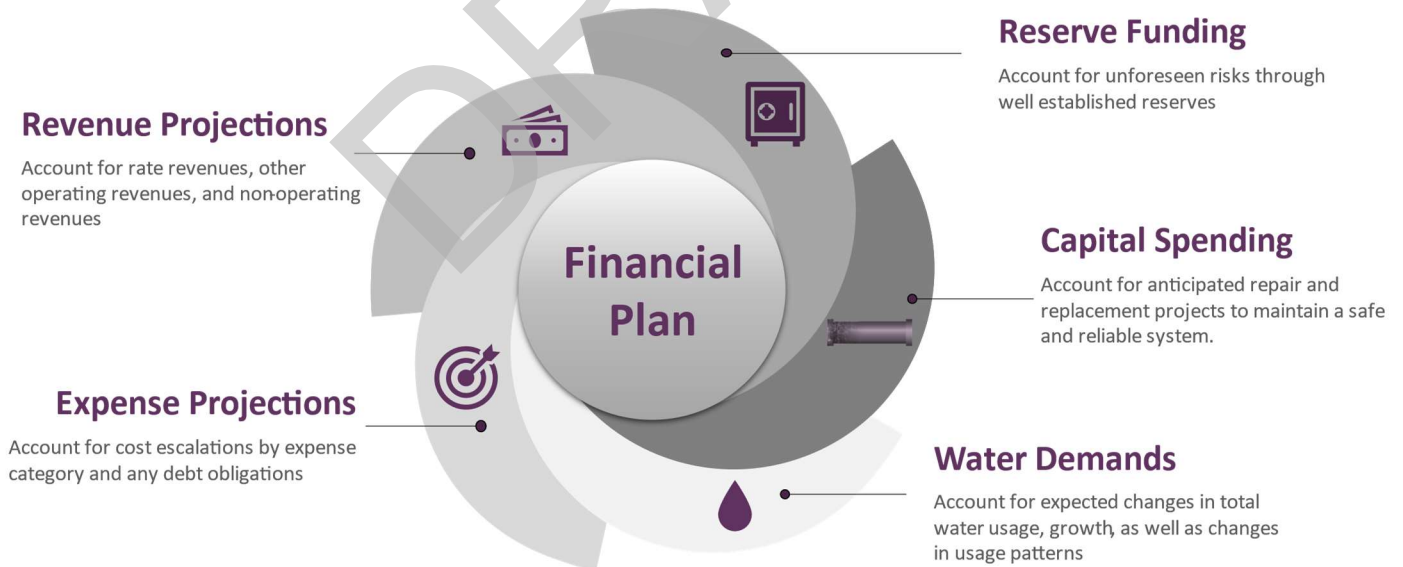 Reserve Funding
Account for unforeseen risks through
well established reserves
Revenue Projections
Account for rate revenues, other
operating revenues, and non-operating
revenues
Financial
Plan
Capital Spending
Account for anticipated repair and
replacement projects to maintain a safe
and reliable system.
Expense Projections
Account for cost escalations by expense
category and any debt obligations
Water Demands
Account for expected changes in total
water usage, growth, as well as changes
in usage patterns